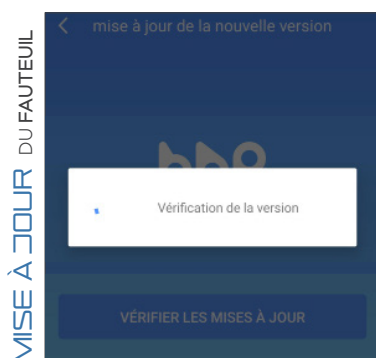 MISE À JOUR DU FAUTEUIL
mise à jour de la nouvelle version
Vérification de la version
VÉRIFIER LES MISES À JOUR